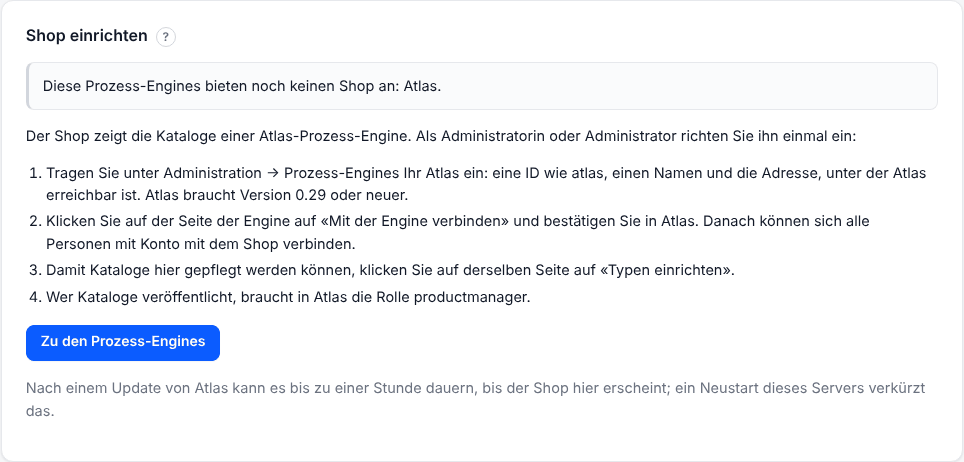 Shop einrichten ?
Diese Prozess-Engines bieten noch keinen Shop an: Atlas.
Der Shop zeigt die Kataloge einer Atlas-Prozess-Engine. Als Administratorin oder Administrator richten Sie ihn einmal ein:
1. Tragen Sie unter Administration → Prozess-Engines Ihr Atlas ein: eine ID wie atlas, einen Namen und die Adresse, unter der Atlas
erreichbar ist. Atlas braucht Version 0.29 oder neuer.
2. Klicken Sie auf der Seite der Engine auf «Mit der Engine verbinden» und bestätigen Sie in Atlas. Danach können sich alle
Personen mit Konto mit dem Shop verbinden.
3. Damit Kataloge hier gepflegt werden können, klicken Sie auf derselben Seite auf «Typen einrichten».
4. Wer Kataloge veröffentlicht, braucht in Atlas die Rolle productmanager.
Zu den Prozess-Engines
Nach einem Update von Atlas kann es bis zu einer Stunde dauern, bis der Shop hier erscheint; ein Neustart dieses Servers verkürzt
das.